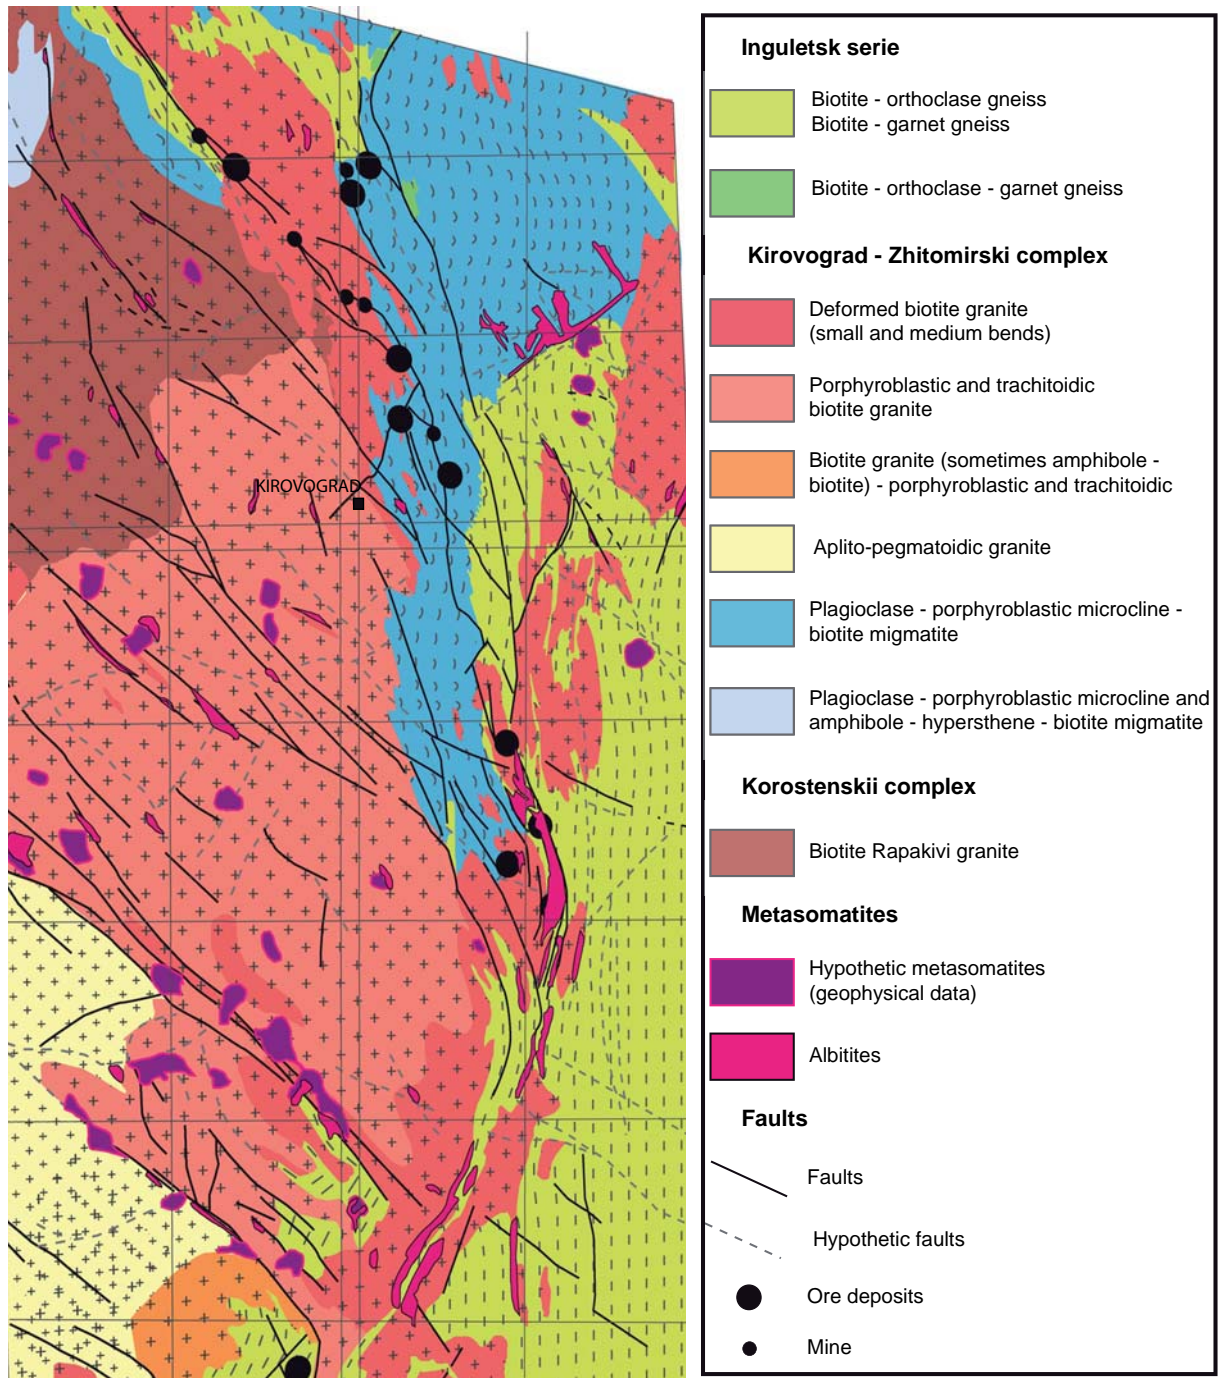 KIROVOGRAD
Inguletsk serie
Biotite - orthoclase gneiss
Biotite - garnet gneiss
Biotite - orthoclase - garnet gneiss
Kirovograd - Zhitomirski complex
Deformed biotite granite
(small and medium bends)
Porphyroblastic and trachitoidic
biotite granite
Biotite granite (sometimes amphibole -
biotite) - porphyroblastic and trachitoidic
Aplito-pegmatoidic granite
Plagioclase - porphyroblastic microcline -
biotite migmatite
Plagioclase - porphyroblastic microcline and
amphibole - hypersthene - biotite migmatite
Korostenskii complex
Biotite Rapakivi granite
Metasomatites
Hypothetic metasomatites
(geophysical data)
Albitites
Faults
Faults
Hypothetic faults
Ore deposits
Mine